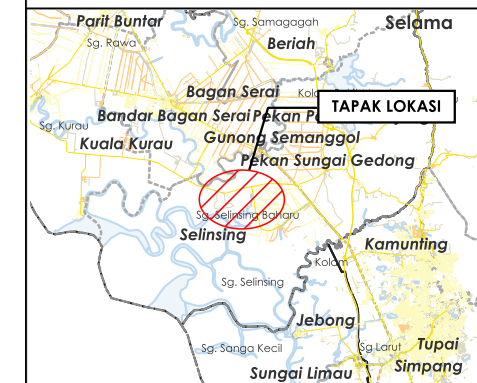 Parit Buntar
Sg. Samagagah
Selama
Sg. Rawa
Beriah
Bagan Serai
TAPAK LOKASI
Bandar Bagan Serai
Pekan
Sg. Kurau
Gunong Semanggol
Kuala Kurau
Pekan Sungai Gedong
Sg. Selinsing Baharu
Selinsing
Kamunting
Kolam
Sg. Selinsing
Jebong
Sg. Sanga Kecil
Sg Larut
Tupai
Sungai Limau
Simpang